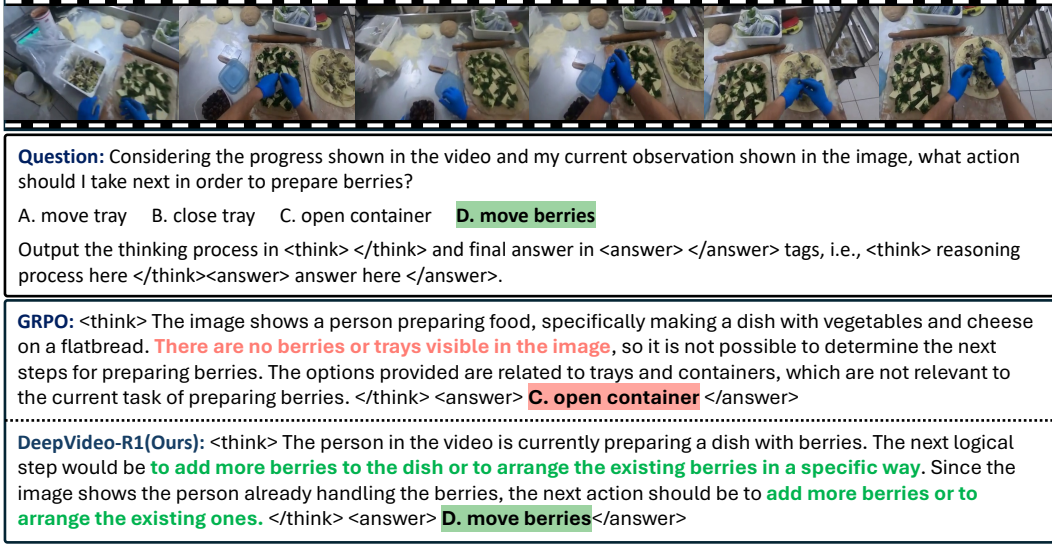 Question: Considering the progress shown in the video and my current observation shown in the image, what action
should I take next in order to prepare berries?
A. move tray B. close tray C. open container D. move berries
Output the thinking process in <think> </think> and final answer in <answer> </answer> tags, i.e., <think> reasoning
process here </think><answer> answer here </answer>.
GRPO: <think> The image shows a person preparing food, specifically making a dish with vegetables and cheese
on a flatbread. There are no berries or trays visible in the image, so it is not possible to determine the next
steps for preparing berries. The options provided are related to trays and containers, which are not relevant to
the current task of preparing berries. </think> <answer> C. open container </answer>
DeepVideo-R1(Ours): <think> The person in the video is currently preparing a dish with berries. The next logical
step would be to add more berries to the dish or to arrange the existing berries in a specific way. Since the
image shows the person already handling the berries, the next action should be to add more berries or to
arrange the existing ones. </think> <answer> D. move berries</answer>